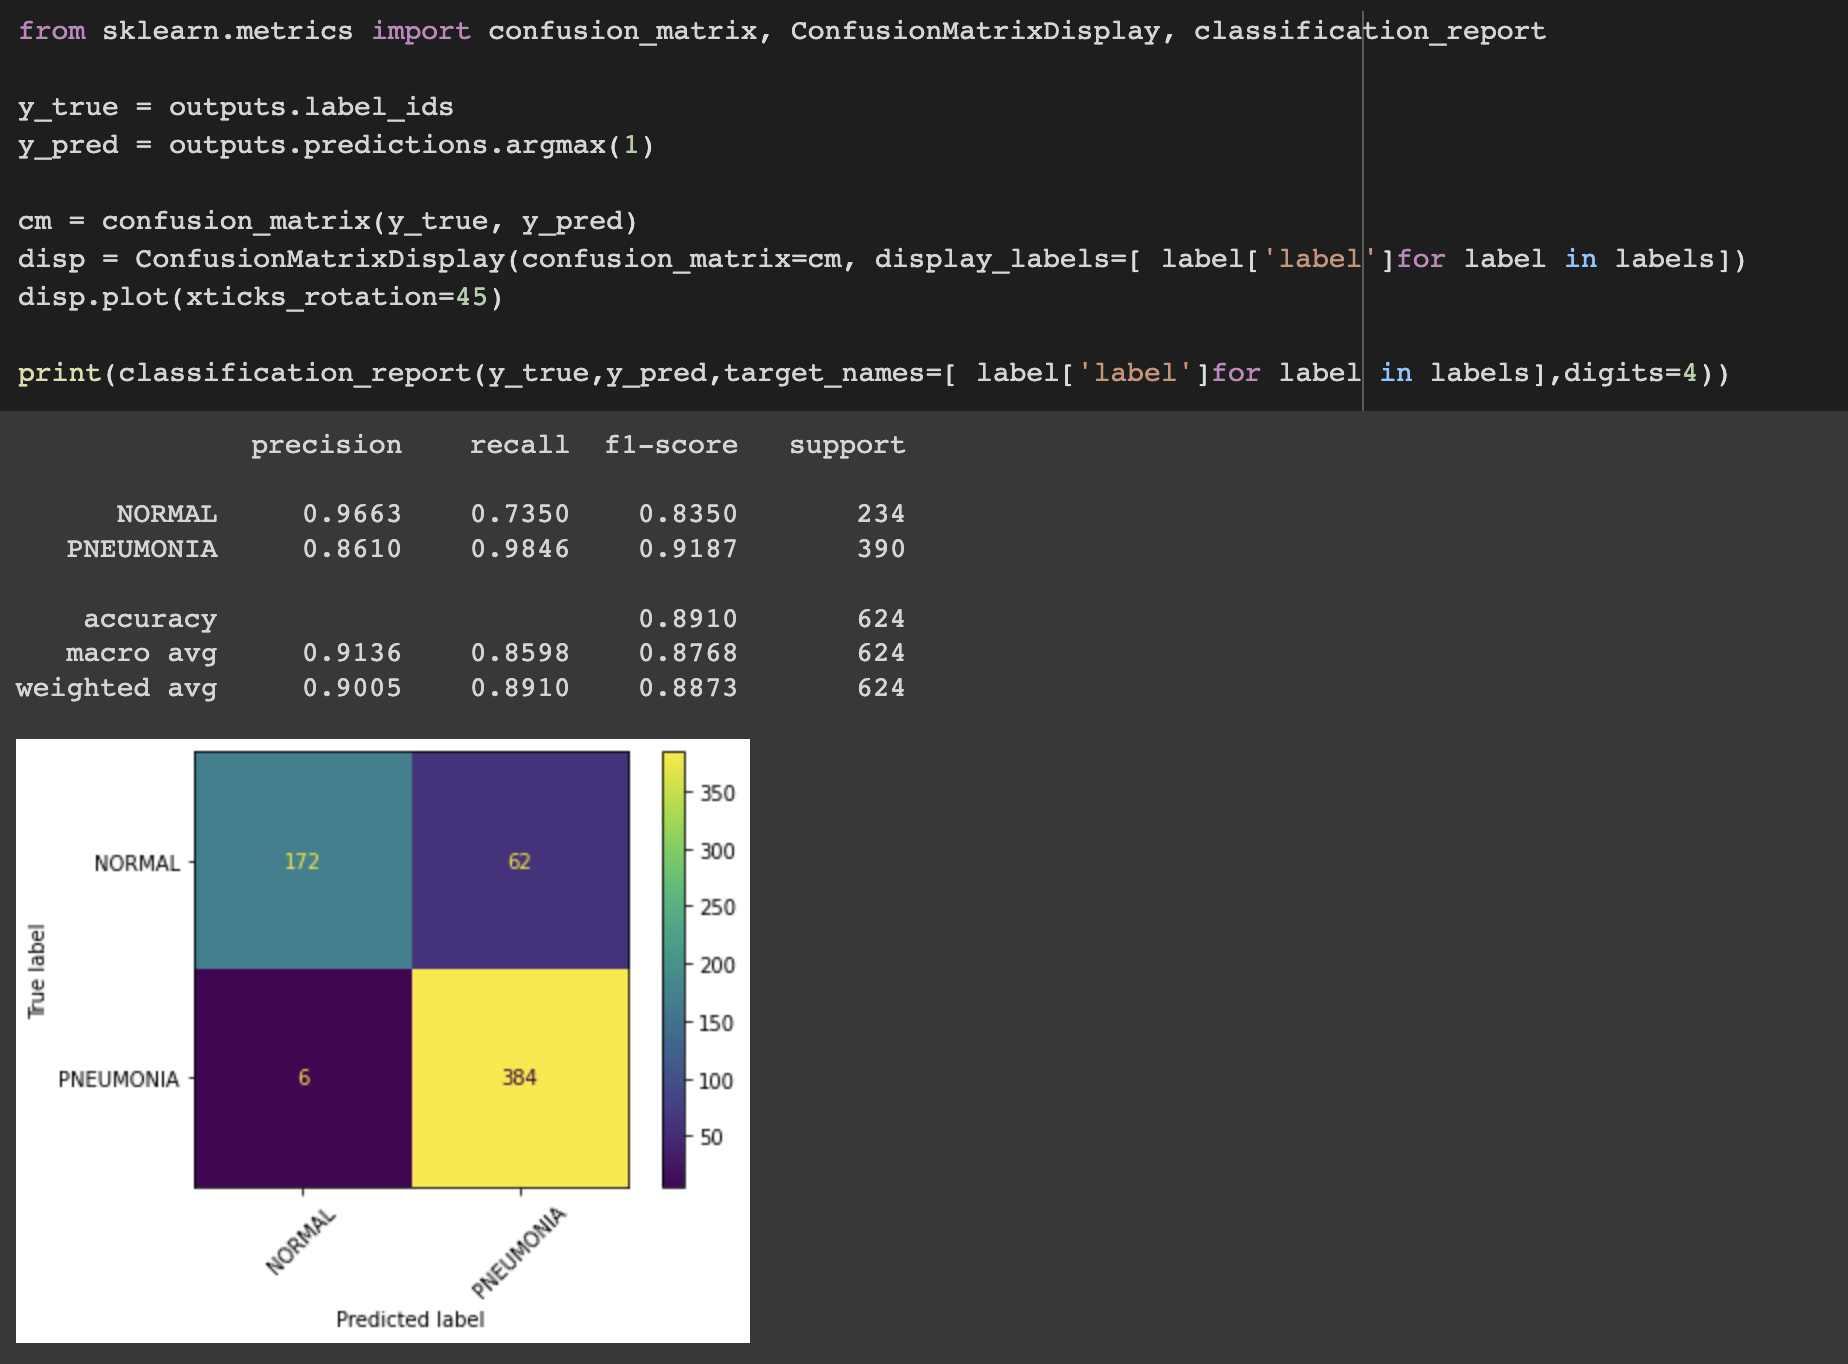 from sklearn.metrics import confusion_matrix, ConfusionMatrixDisplay, classification_report
y_true = outputs.label_ids
y_pred = outputs.predictions.argmax(1)
cm = confusion_matrix(y_true, y_pred)
disp = ConfusionMatrixDisplay(confusion_matrix=cm, display_labels=[ label['label']for label in labels])
disp.plot(xticks_rotation=45)
print(classification_report(y_true,y_pred,target_names=[ label['label']for label in labels],digits=4))
precision recall f1-score support
NORMAL 0.9663 0.7350 0.8350 234
PNEUMONIA 0.8610 0.9846 0.9187 390
accuracy 0.8910 624
macro avg 0.9136 0.8598 0.8768 624
weighted avg 0.9005 0.8910 0.8873 624
True label
NORMAL
172
62
PNEUMONIA
6
384
NORMAL
PNEUMONIA
Predicted label
350
300
250
200
150
100
50